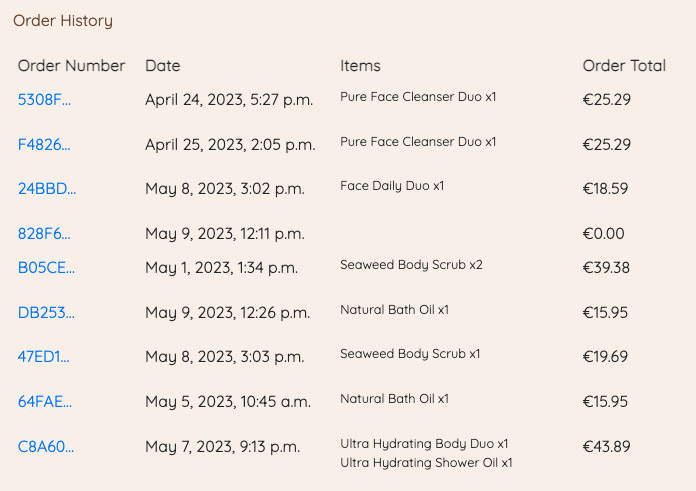 Order History
Order Number Date Items Order Total
5308F... April 24, 2023, 5:27 p.m. Pure Face Cleanser Duo x1 €25.29
F4826... April 25, 2023, 2:05 p.m. Pure Face Cleanser Duo x1 €25.29
24BBD... May 8, 2023, 3:02 p.m. Face Daily Duo x1 €18.59
828F6... May 9, 2023, 12:11 p.m. €0.00
B05CE... May 1, 2023, 1:34 p.m. Seaweed Body Scrub x2 €39.38
DB253... May 9, 2023, 12:26 p.m. Natural Bath Oil x1 €15.95
47ED1... May 8, 2023, 3:03 p.m. Seaweed Body Scrub x1 €19.69
64FAE... May 5, 2023, 10:45 a.m. Natural Bath Oil x1 €15.95
C8A60... May 7, 2023, 9:13 p.m. Ultra Hydrating Body Duo x1 €43.89
Ultra Hydrating Shower Oil x1